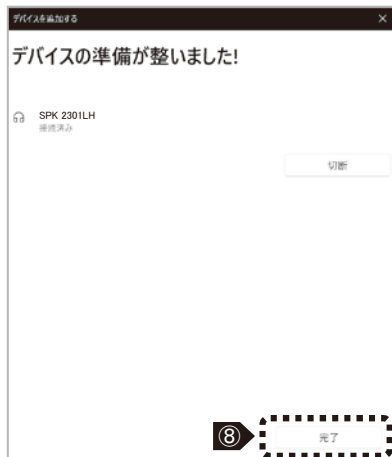 デバイスを追加する
デバイスの準備が整いました!
SPK 2301LH
接続済み
切断
⑧
完了